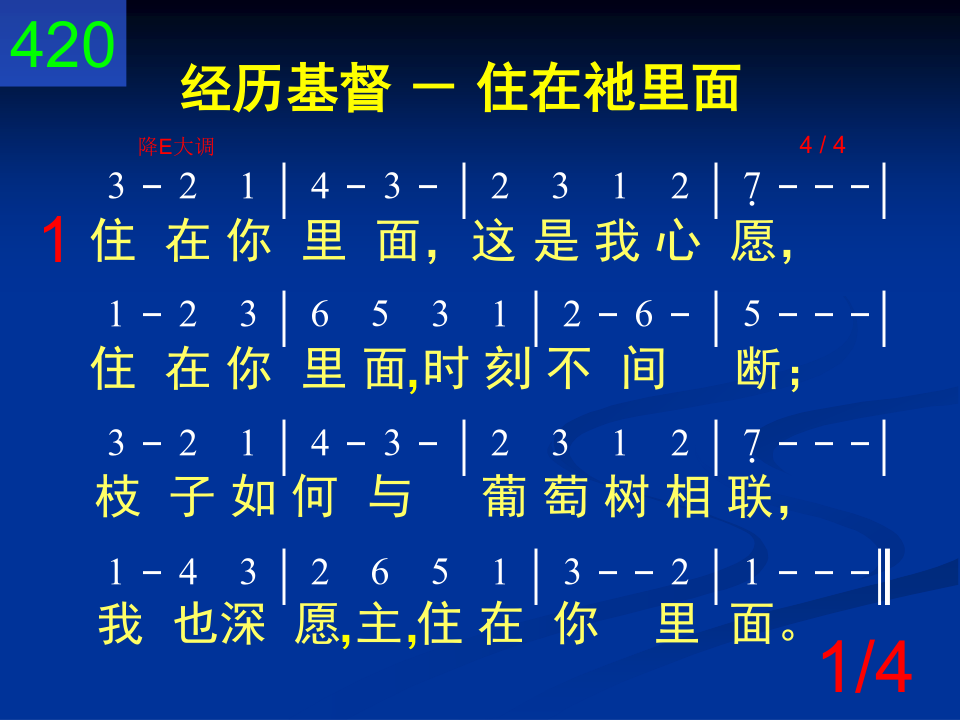 420
经历基督 － 住在祂里面
降E大调 4 / 4
3 - 2 1 | 4 - 3 - | 2 3 1 2 | 7̣ - - - |
1 住 在 你 里 面， 这 是 我 心 愿，
1 - 2 3 | 6 5 3 1 | 2 - 6 - | 5 - - - |
住 在 你 里 面,时 刻 不 间 断；
3 - 2 1 | 4 - 3 - | 2 3 1 2 | 7̣ - - - |
枝 子 如 何 与 葡 萄 树 相 联，
1 - 4 3 | 2 6 5 1 | 3 - - 2 | 1 - - - ‖
我 也 深 愿,主,住 在 你 里 面。
1/4